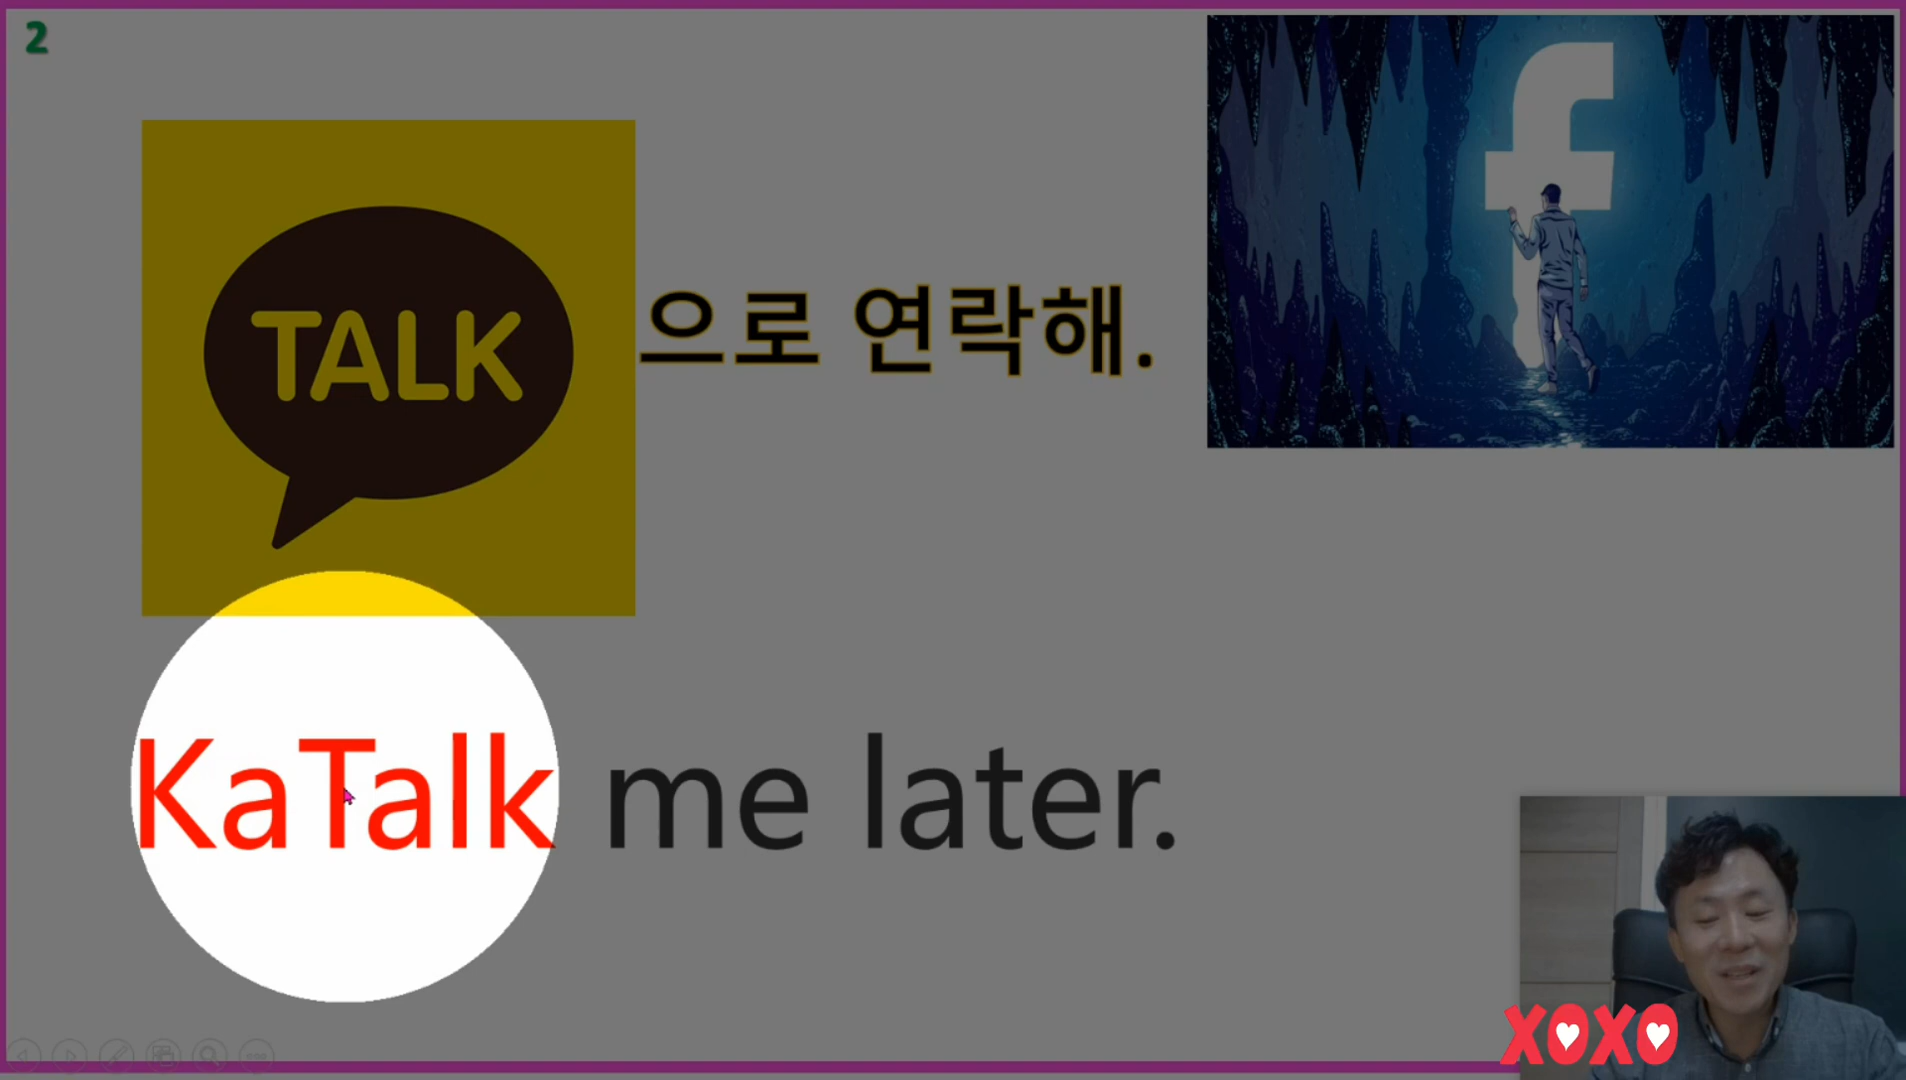 2
TALK
으로 연락해.
KaTalk me later.
XOXO